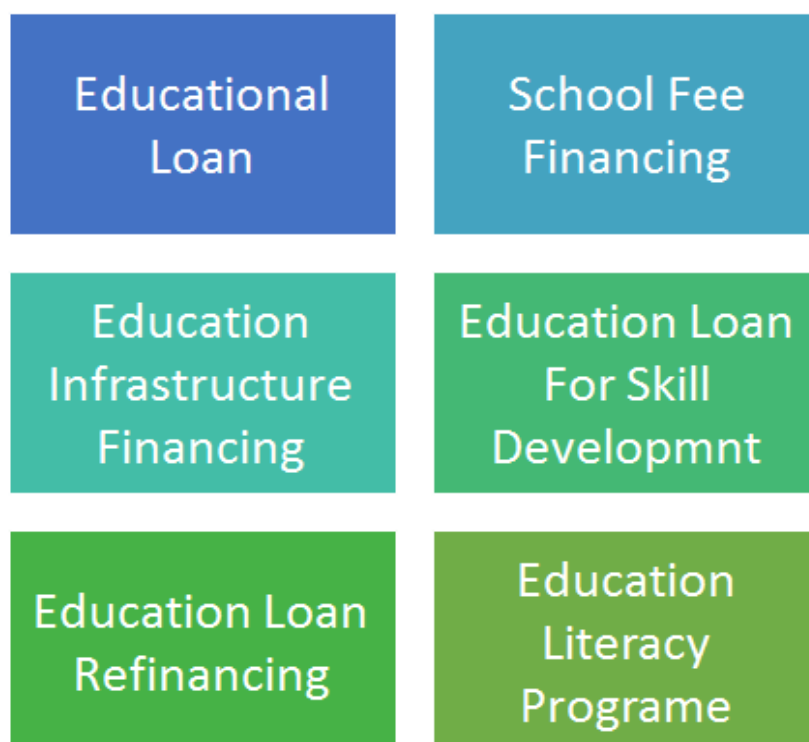 Educational
Loan
School Fee
Financing
Education
Infrastructure
Financing
Education Loan
For Skill
Developmnt
Education Loan
Refinancing
Education
Literacy
Programe